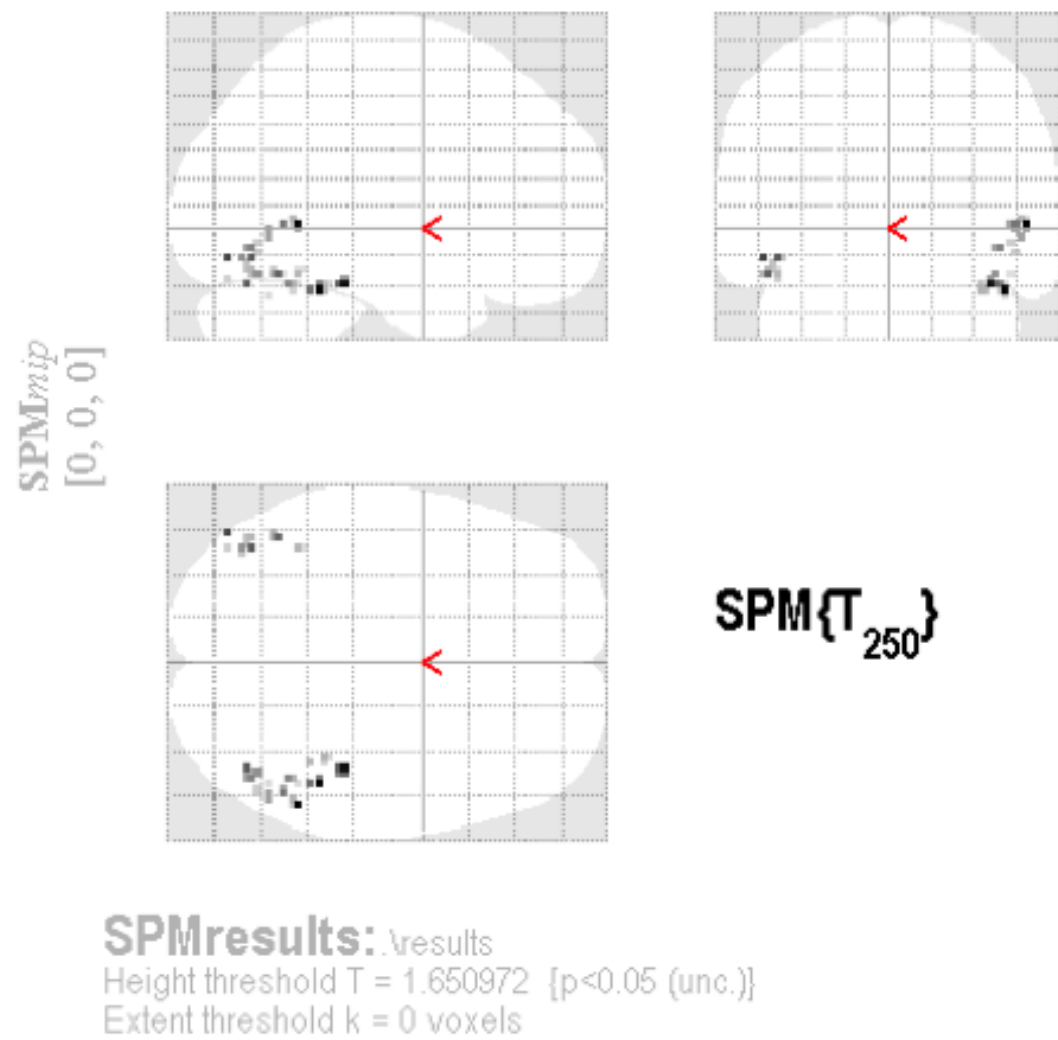 SPMmip
[0, 0, 0]
<
<
<
SPM{T250}
SPMresults: .\results
Height threshold T = 1.650972 {p<0.05 (unc.)}
Extent threshold k = 0 voxels